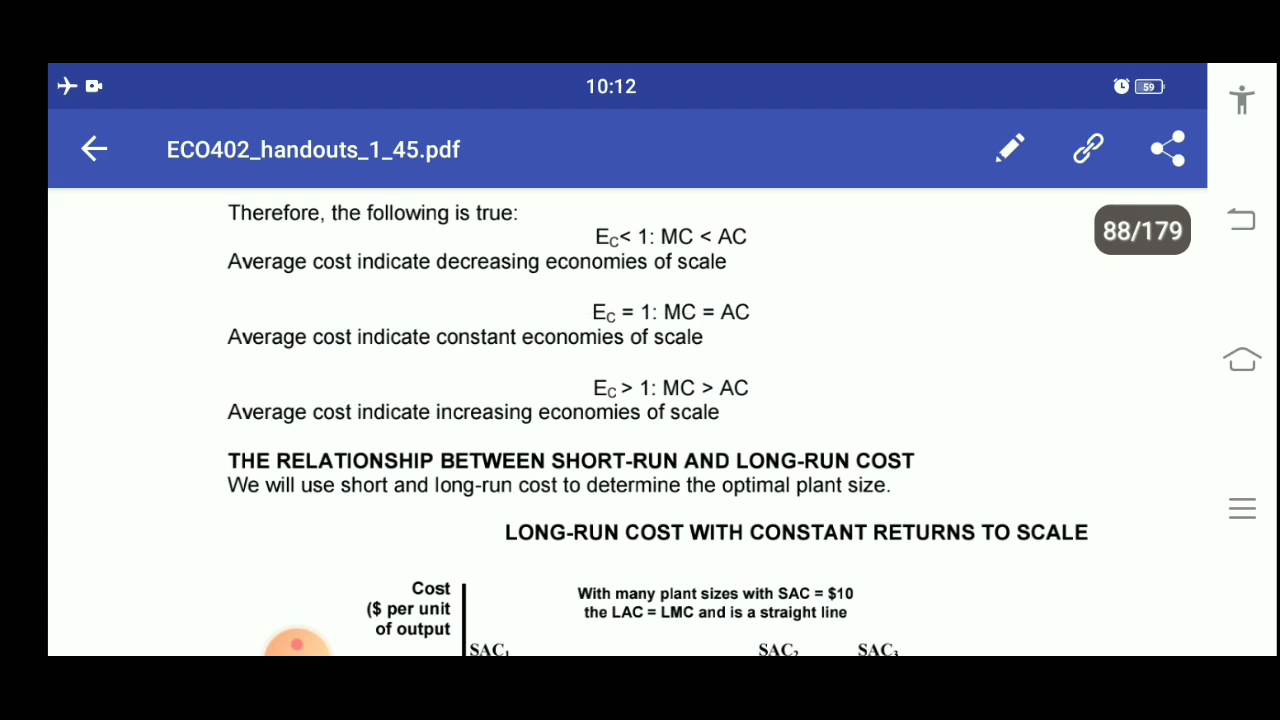 10:12
59
ECO402_handouts_1_45.pdf
Therefore, the following is true:
88/179
EC< 1: MC < AC
Average cost indicate decreasing economies of scale
EC = 1: MC = AC
Average cost indicate constant economies of scale
EC > 1: MC > AC
Average cost indicate increasing economies of scale
THE RELATIONSHIP BETWEEN SHORT-RUN AND LONG-RUN COST
We will use short and long-run cost to determine the optimal plant size.
LONG-RUN COST WITH CONSTANT RETURNS TO SCALE
Cost
($ per unit
of output
With many plant sizes with SAC = $10
the LAC = LMC and is a straight line
SAC1 SAC2 SAC3